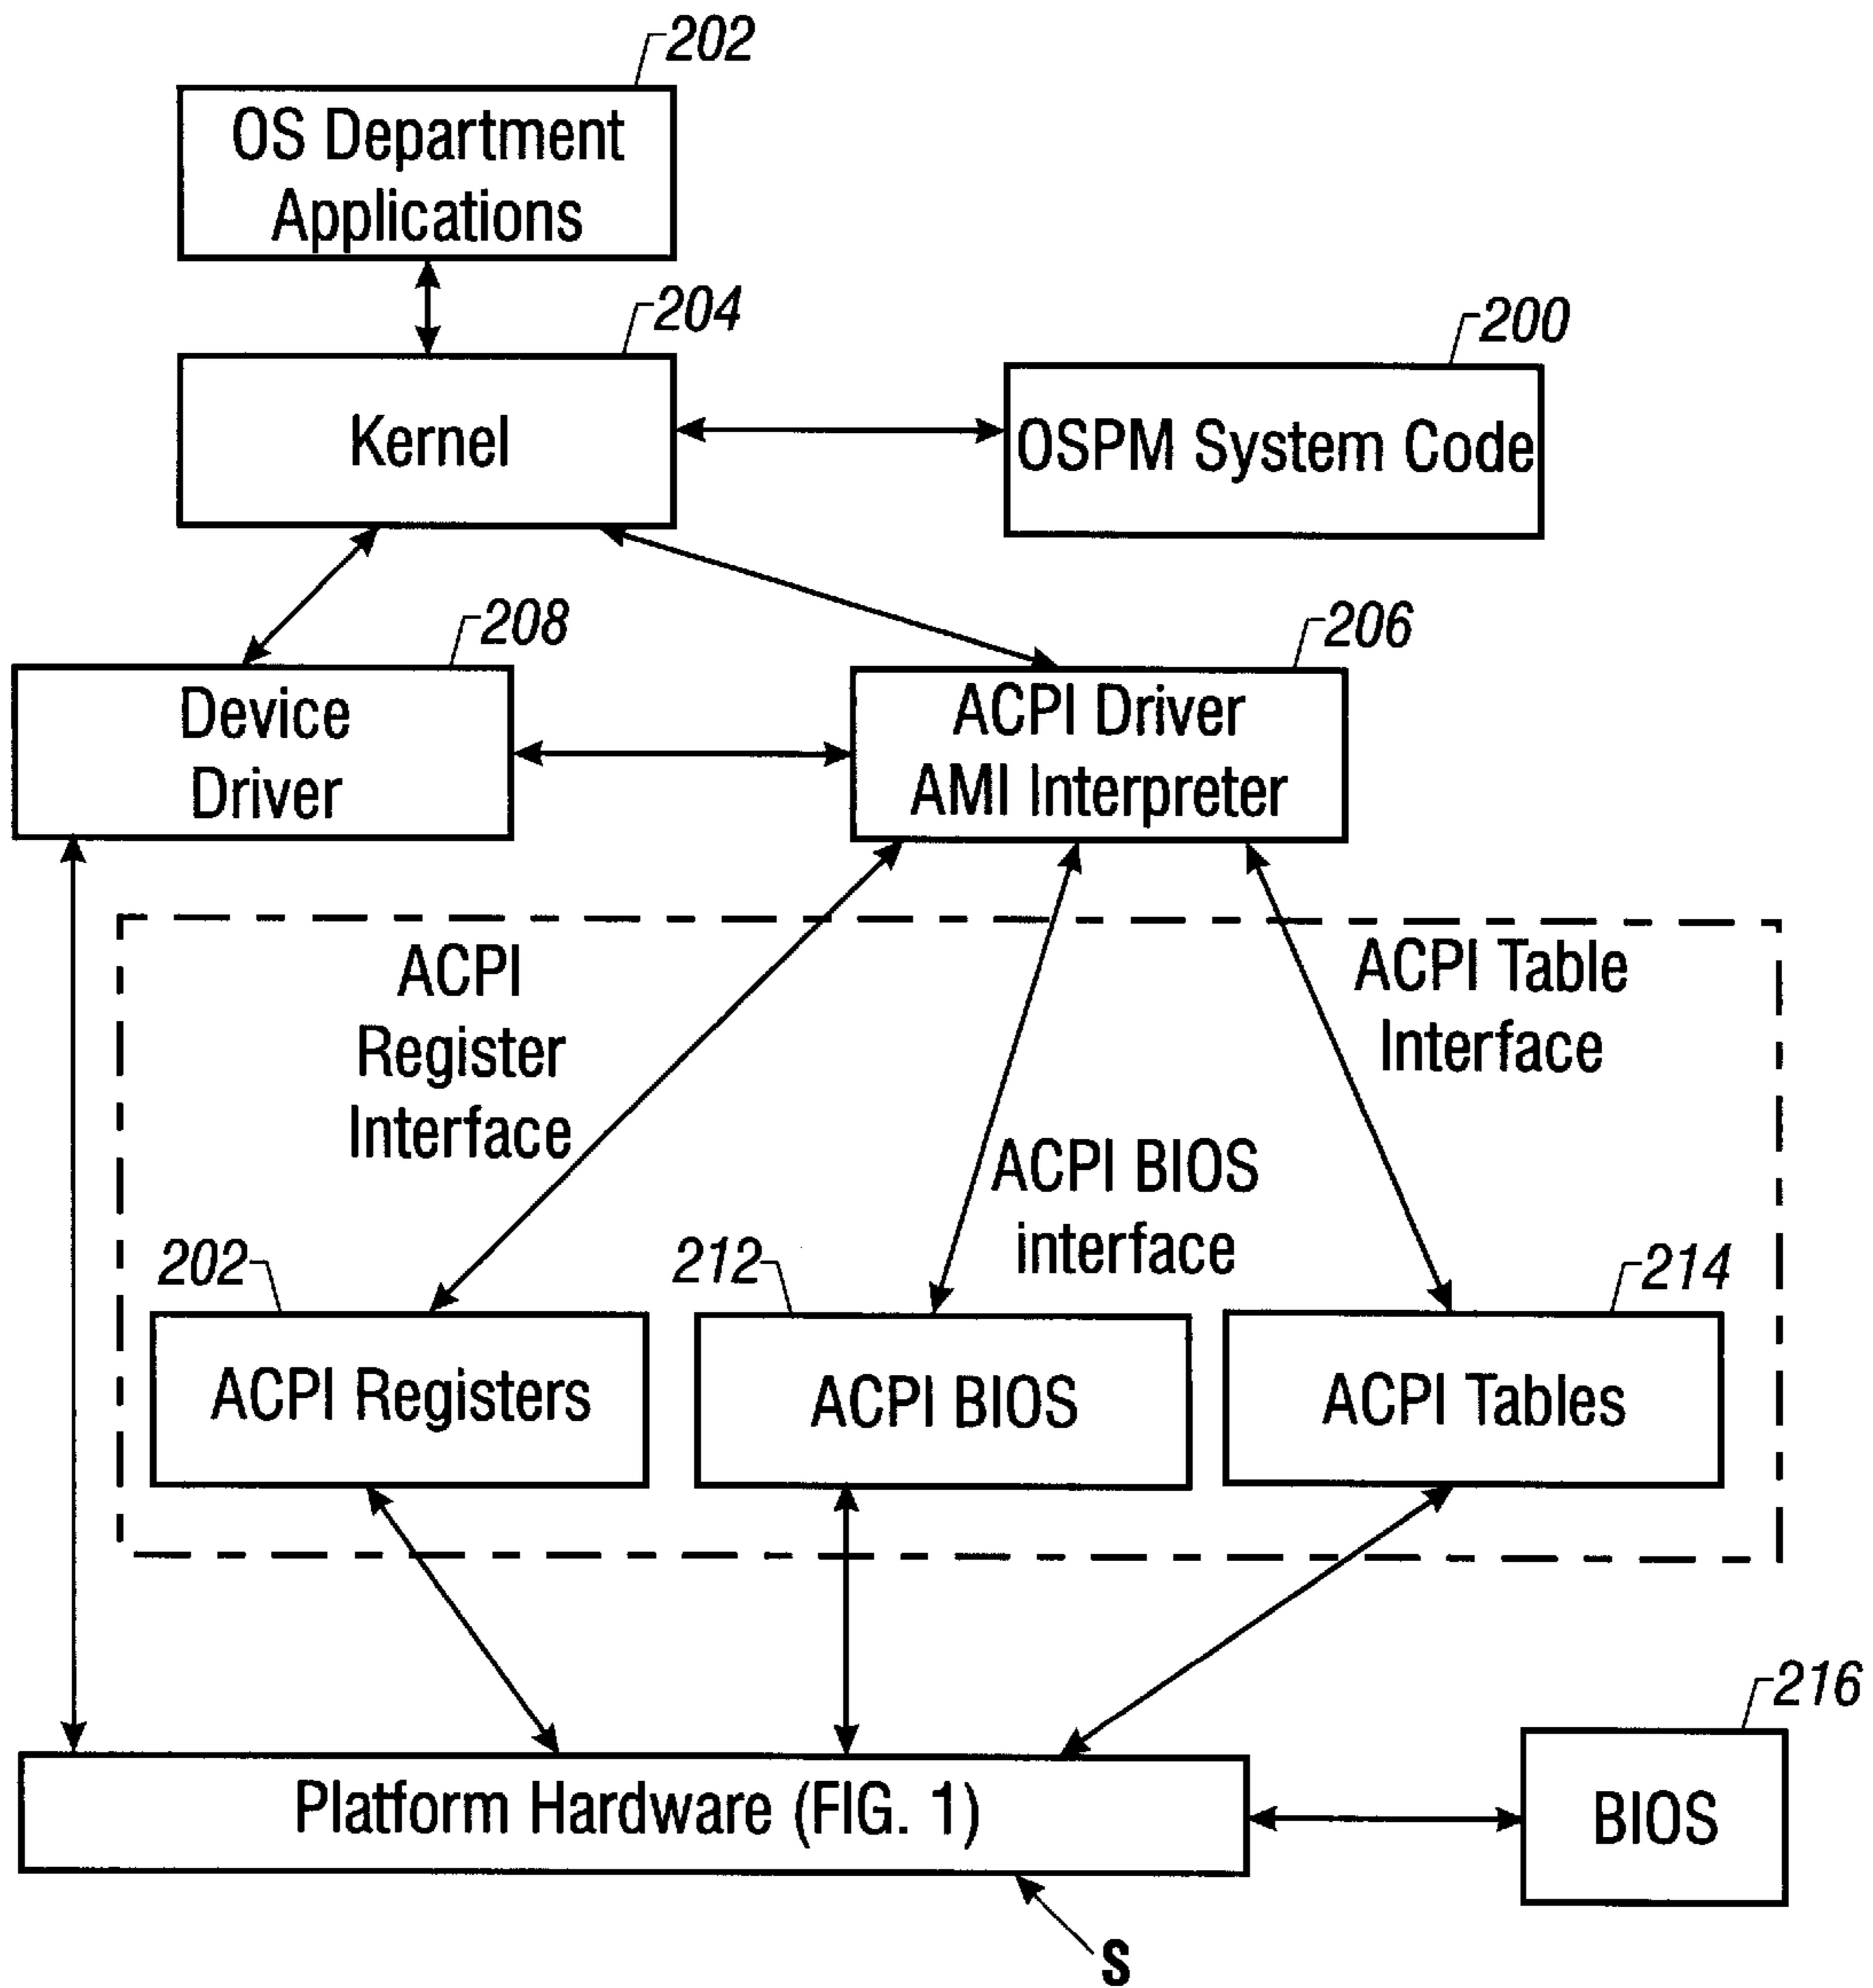 202
OS Department
Applications
204
Kernel
200
OSPM System Code
208
Device
Driver
206
ACPI Driver
AMI Interpreter
ACPI
Register
Interface
ACPI Table
Interface
ACPI BIOS
interface
202
ACPI Registers
212
ACPI BIOS
214
ACPI Tables
Platform Hardware (FIG. 1)
216
BIOS
S